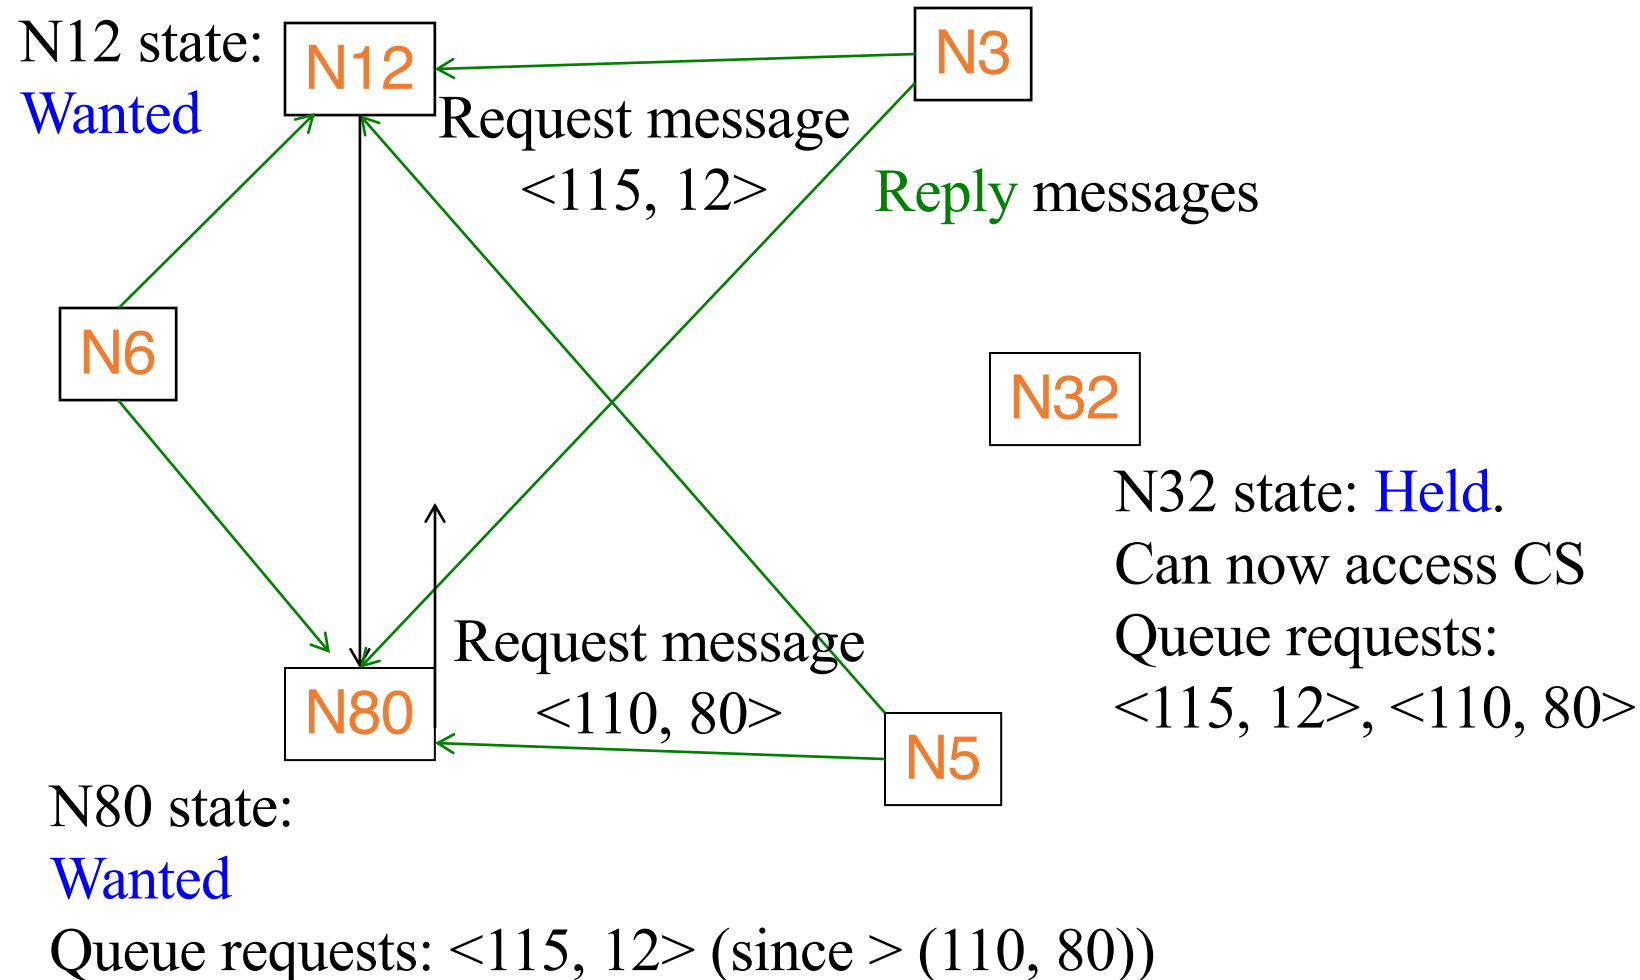 N12 state:
Wanted
N12
N3
Request message
<115, 12>
Reply messages
N6
N32
N32 state: Held.
Can now access CS
Queue requests:
<115, 12>, <110, 80>
Request message
<110, 80>
N80
N5
N80 state:
Wanted
Queue requests: <115, 12> (since > (110, 80))